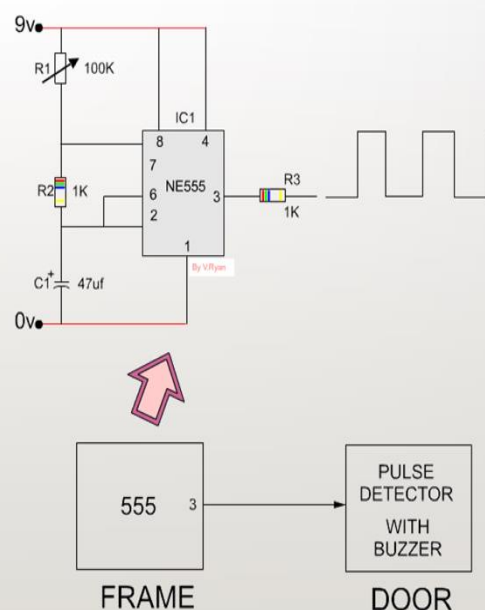 9v
R1 100K
IC1
8 4
7
R2 1K
6 NE555 3
R3
2
1K
1
By V.Ryan
C1 + 47uf
0v
555 3
PULSE
DETECTOR
WITH
BUZZER
FRAME
DOOR